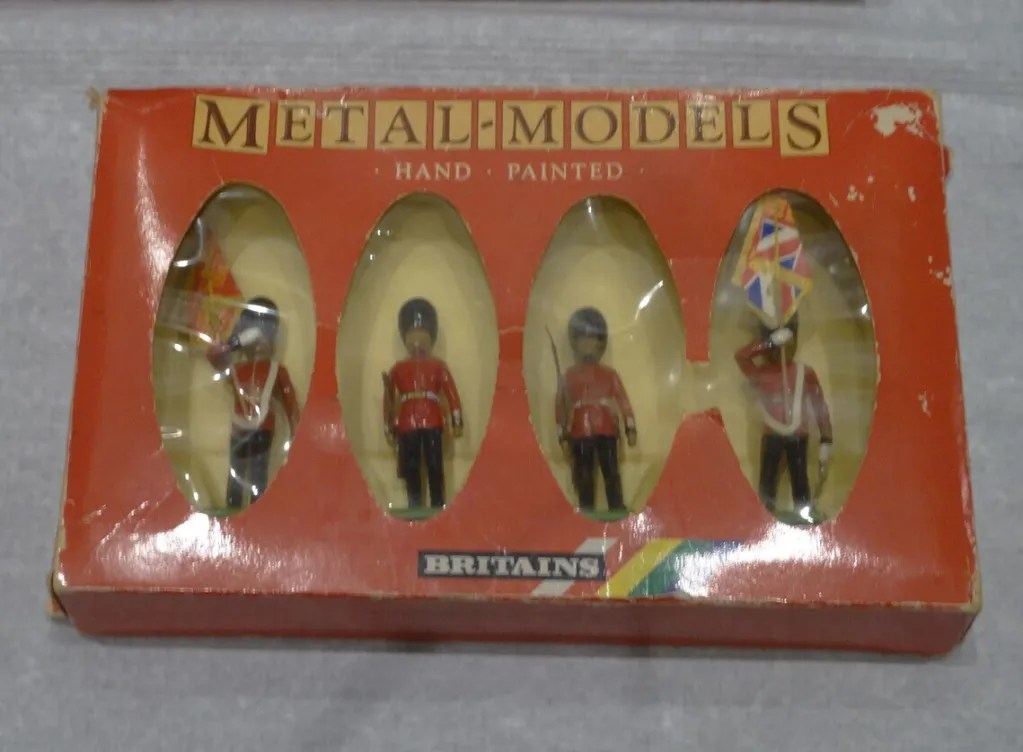 METAL-MODELS
· HAND · PAINTED ·
BRITAINS